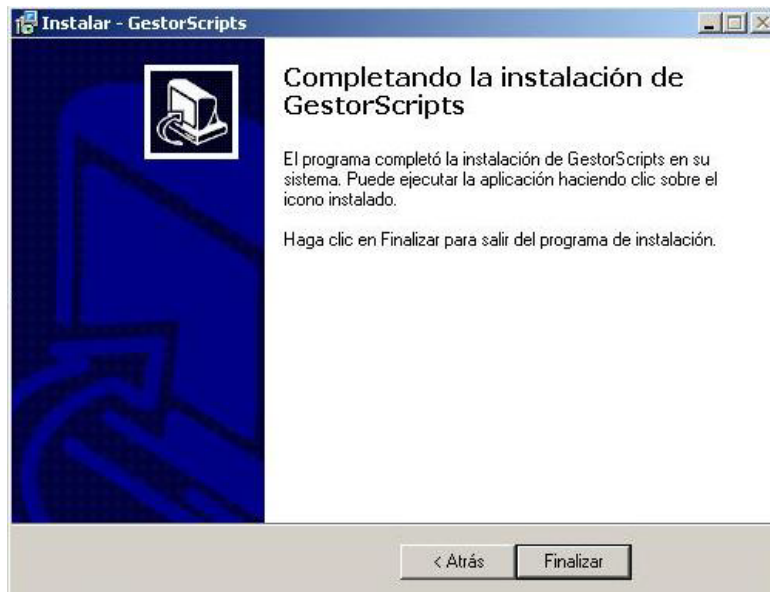 Instalar - GestorScripts
Completando la instalación de
GestorScripts
El programa completó la instalación de GestorScripts en su
sistema. Puede ejecutar la aplicación haciendo clic sobre el
icono instalado.
Haga clic en Finalizar para salir del programa de instalación.
< Atrás
Finalizar